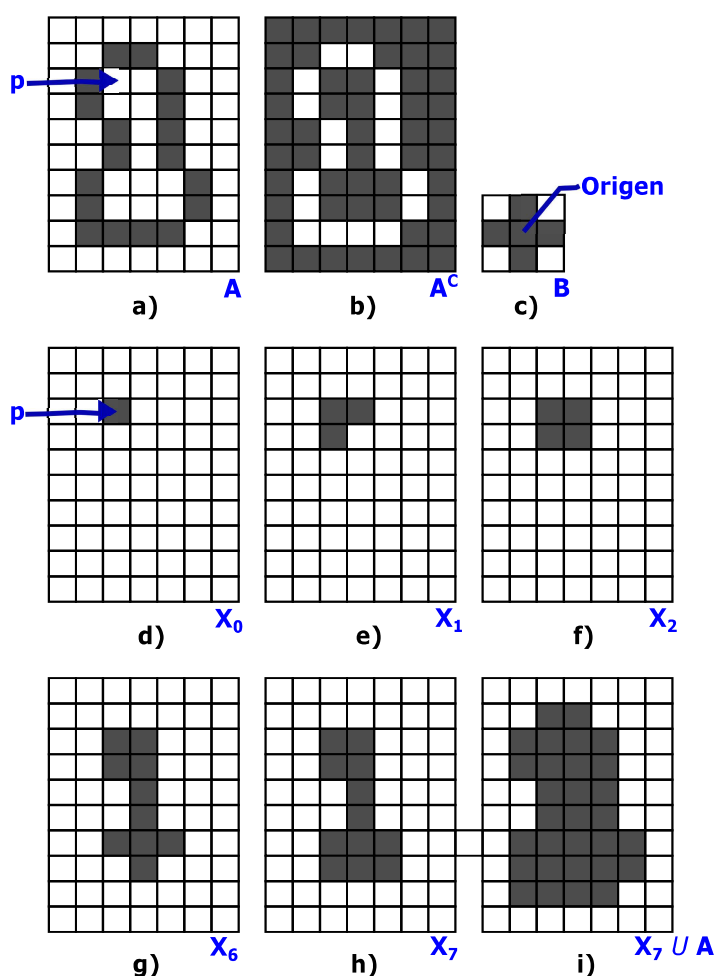 p
Origen
A
A^C
B
a)
b)
c)
p
X₀
X₁
X₂
d)
e)
f)
X₆
X₇
X₇ ∪ A
g)
h)
i)